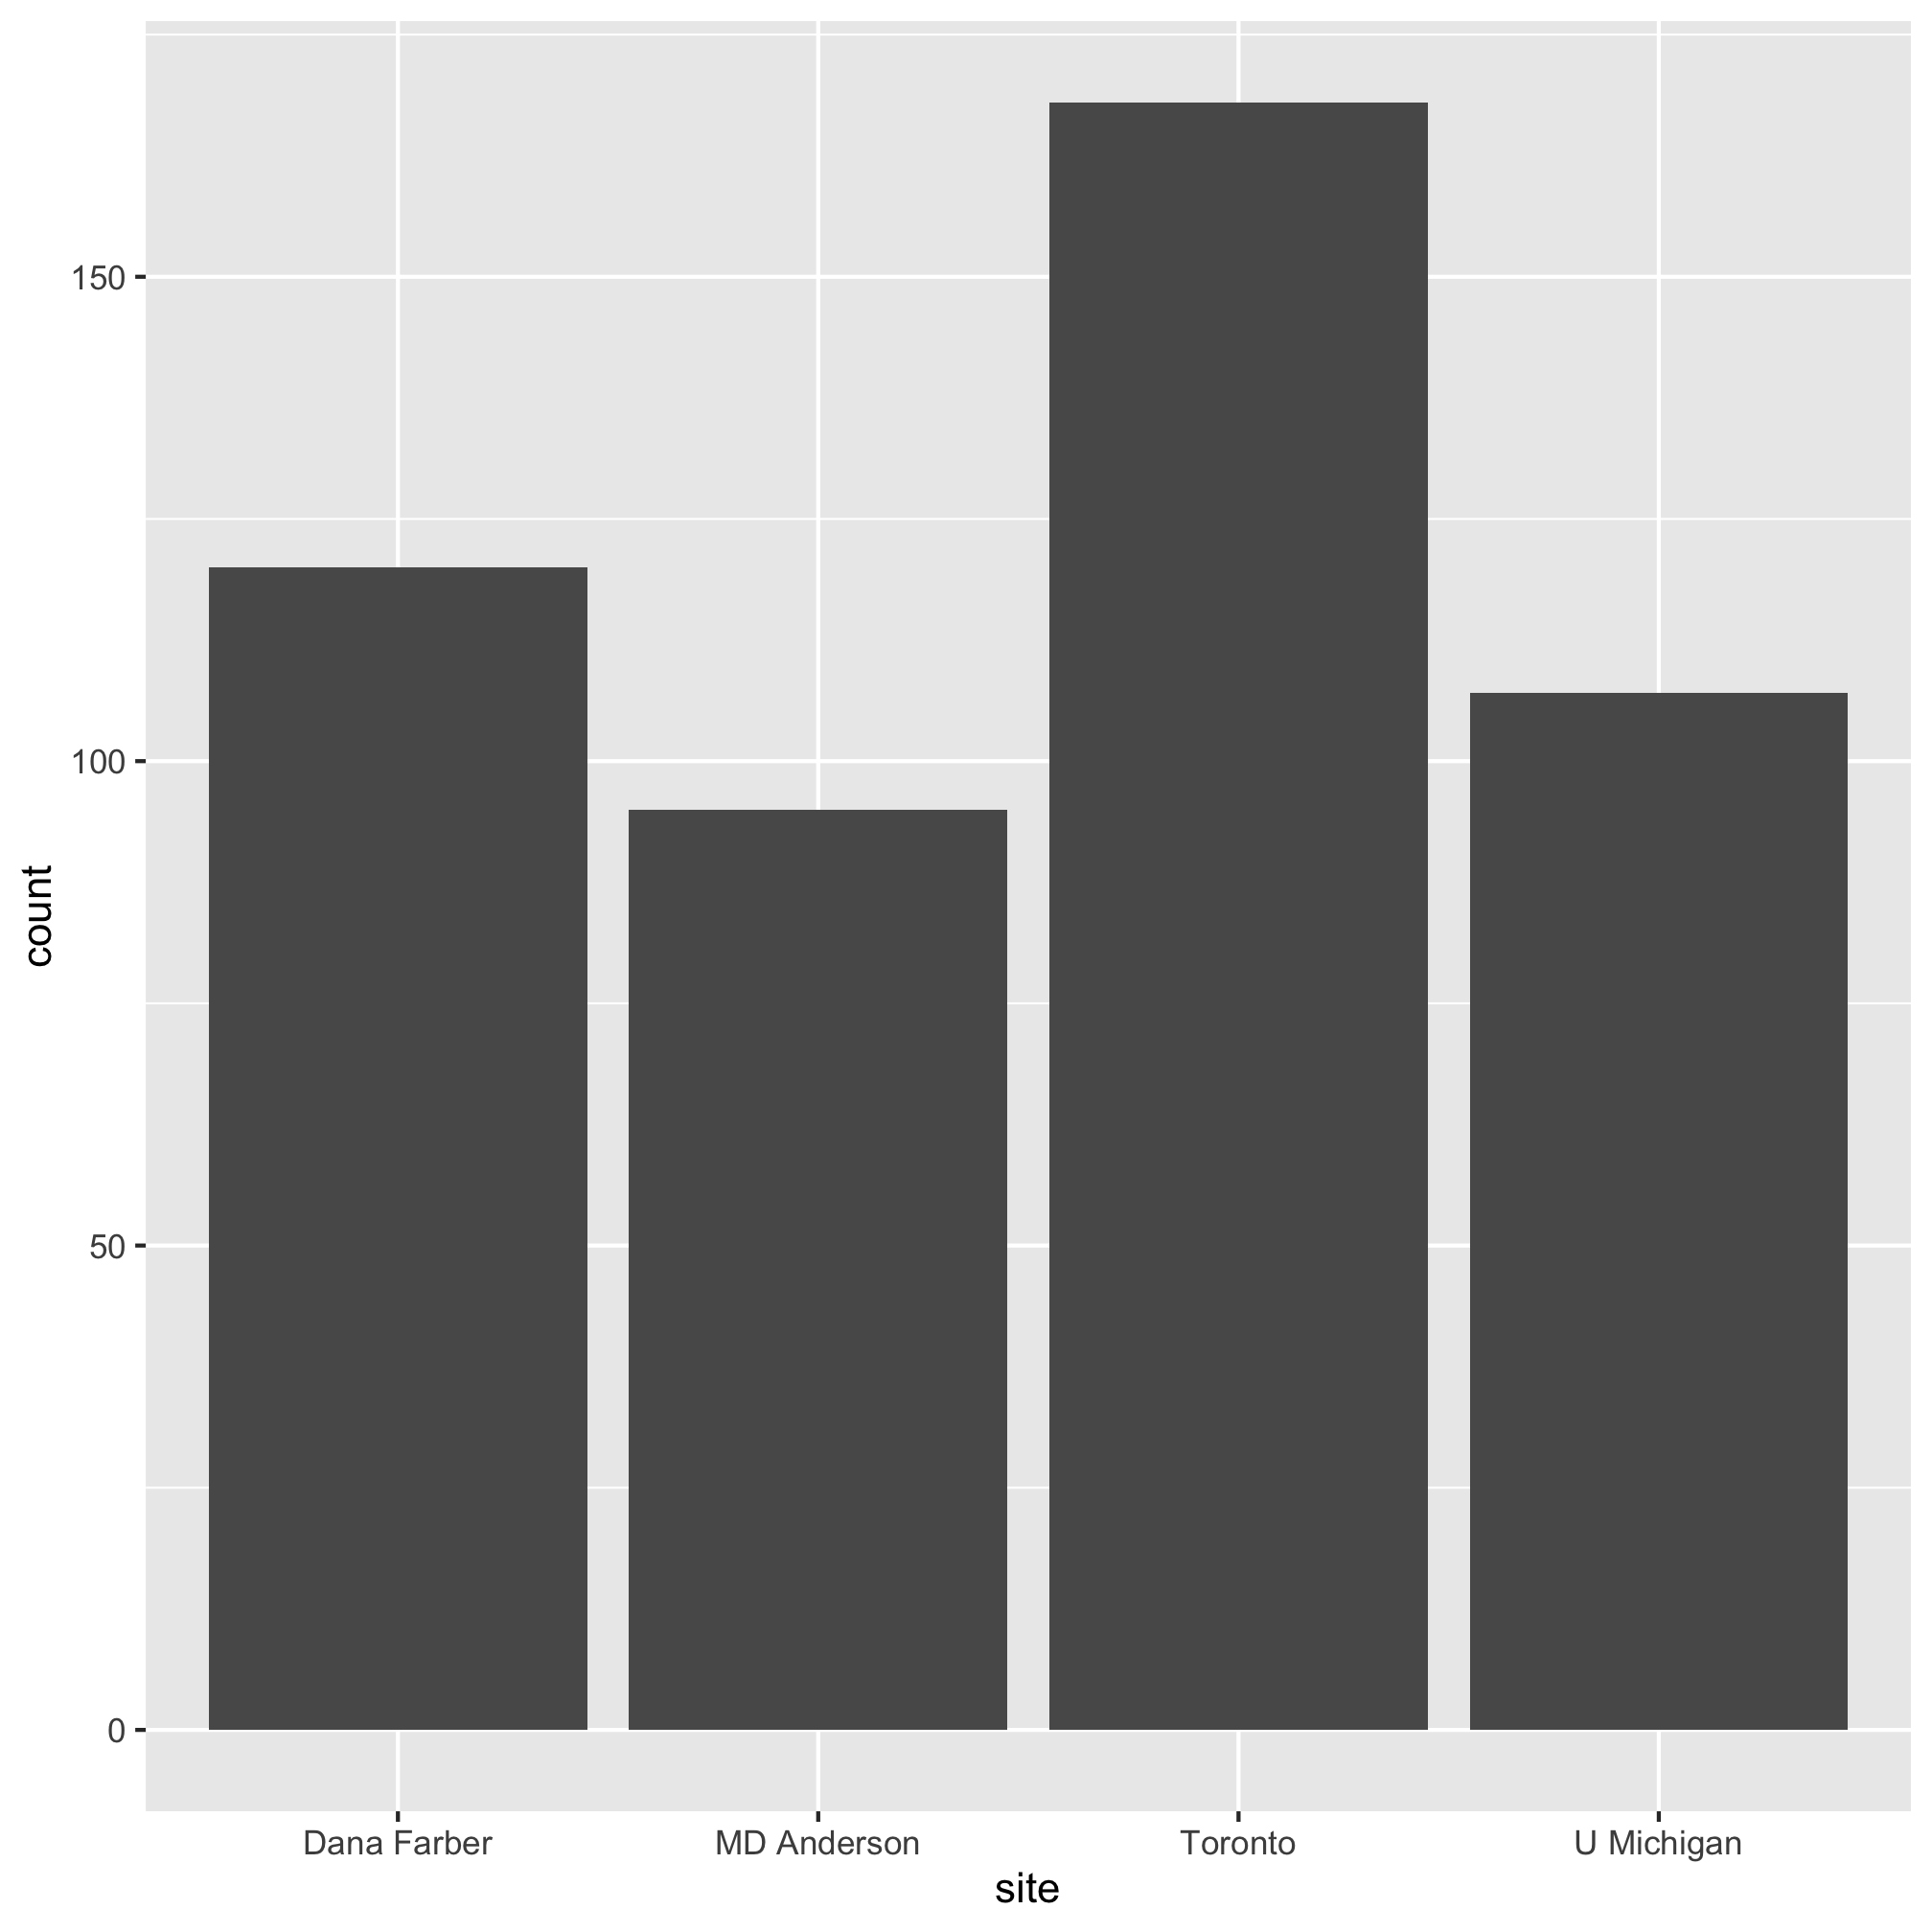 150
100
50
0
count
Dana Farber
MD Anderson
Toronto
U Michigan
site